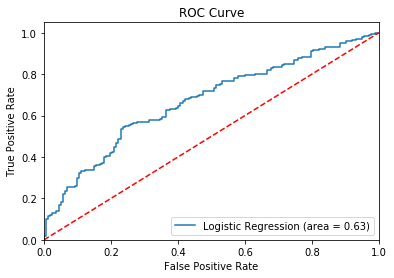 ROC Curve
True Positive Rate
1.0
0.8
0.6
0.4
0.2
0.0
Logistic Regression (area = 0.63)
0.0 0.2 0.4 0.6 0.8 1.0
False Positive Rate